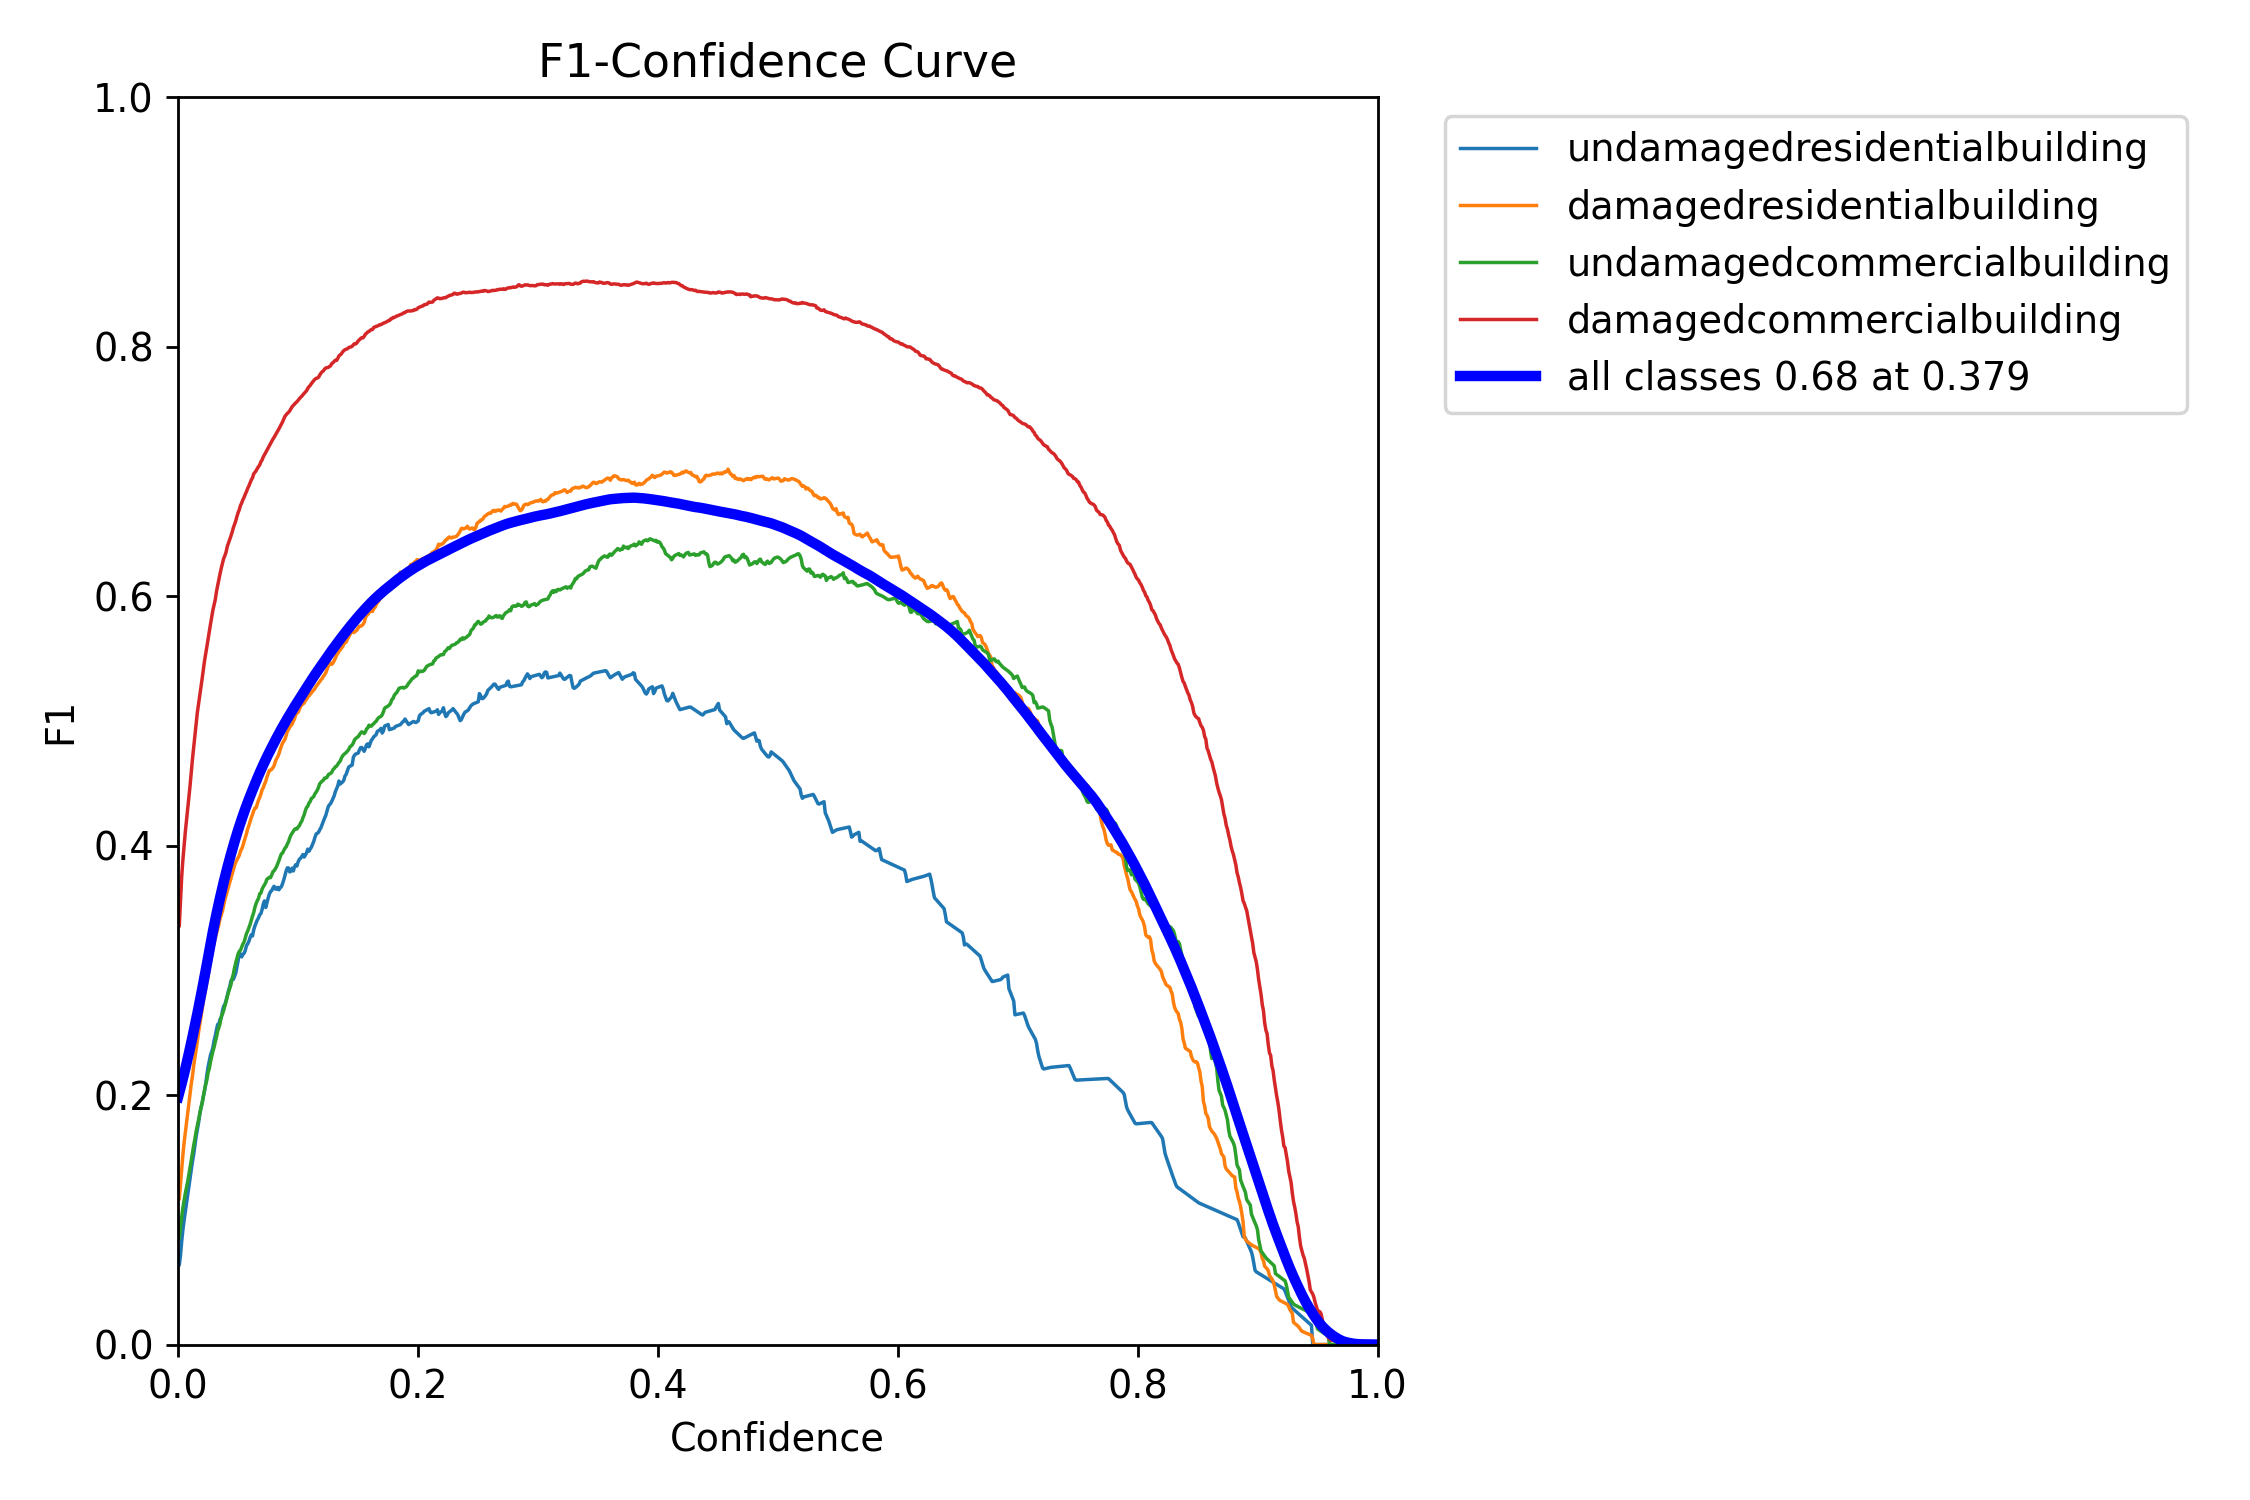 F1-Confidence Curve
1.0
0.8
0.6
0.4
0.2
0.0
F1
0.0 0.2 0.4 0.6 0.8 1.0
Confidence
undamagedresidentialbuilding
damagedresidentialbuilding
undamagedcommercialbuilding
damagedcommercialbuilding
all classes 0.68 at 0.379